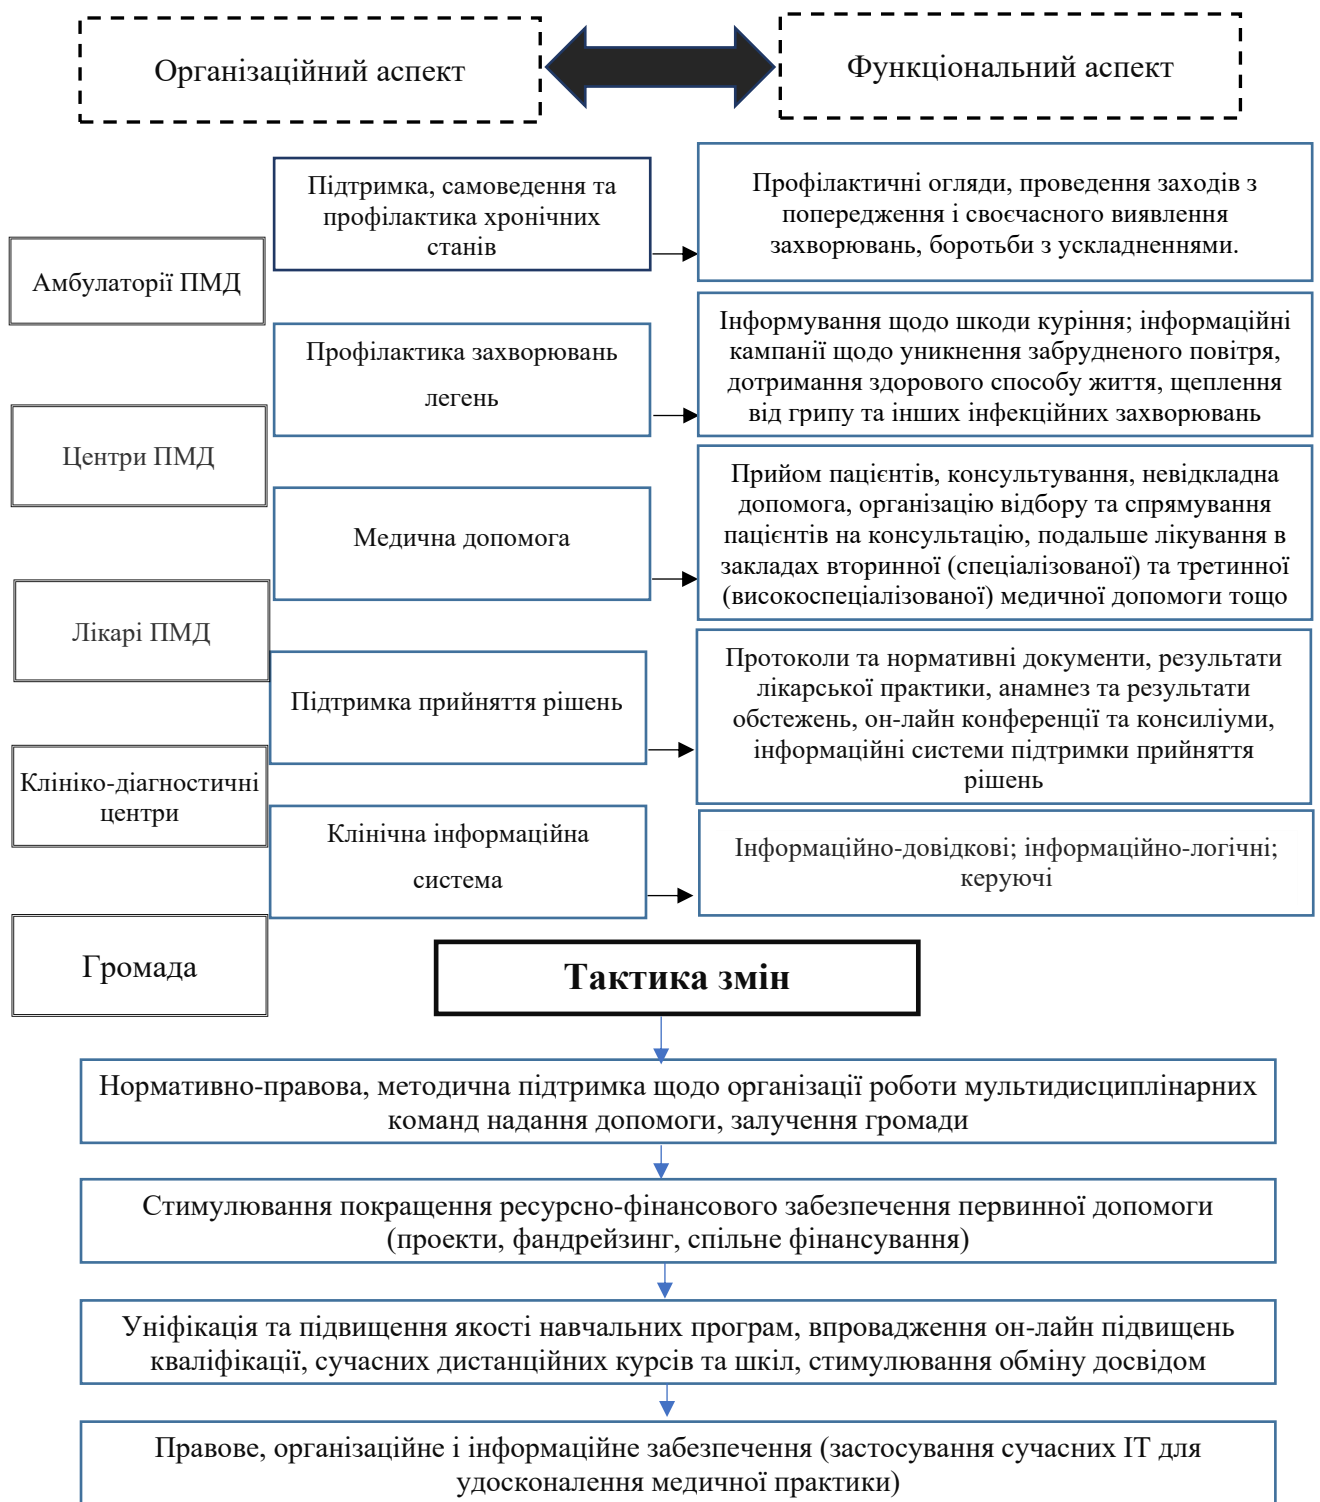 Організаційний аспект
Функціональний аспект
Підтримка, самоведення та
профілактика хронічних
станів
Профілактичні огляди, проведення заходів з
попередження і своєчасного виявлення
захворювань, боротьби з ускладненнями.
Амбулаторії ПМД
Профілактика захворювань
легень
Інформування щодо шкоди куріння; інформаційні
кампанії щодо уникнення забрудненого повітря,
дотримання здорового способу життя, щеплення
від грипу та інших інфекційних захворювань
Центри ПМД
Медична допомога
Прийом пацієнтів, консультування, невідкладна
допомога, організацію відбору та спрямування
пацієнтів на консультацію, подальше лікування в
закладах вторинної (спеціалізованої) та третинної
(високоспеціалізованої) медичної допомоги тощо
Лікарі ПМД
Підтримка прийняття рішень
Протоколи та нормативні документи, результати
лікарської практики, анамнез та результати
обстежень, он-лайн конференції та консиліуми,
інформаційні системи підтримки прийняття
рішень
Клініко-діагностичні
центри
Клінічна інформаційна
система
Інформаційно-довідкові; інформаційно-логічні;
керуючі
Громада
Тактика змін
Нормативно-правова, методична підтримка щодо організації роботи мультидисциплінарних
команд надання допомоги, залучення громади
Стимулювання покращення ресурсно-фінансового забезпечення первинної допомоги
(проекти, фандрейзинг, спільне фінансування)
Уніфікація та підвищення якості навчальних програм, впровадження он-лайн підвищень
кваліфікації, сучасних дистанційних курсів та шкіл, стимулювання обміну досвідом
Правове, організаційне і інформаційне забезпечення (застосування сучасних ІТ для
удосконалення медичної практики)